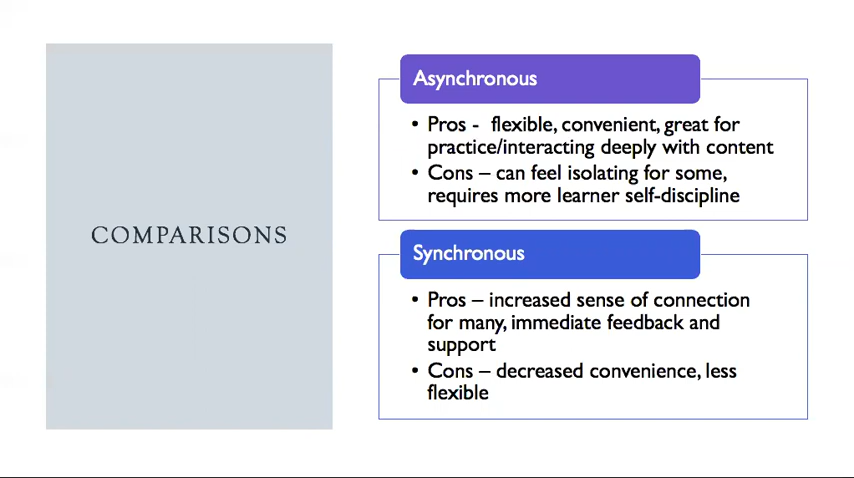 COMPARISONS
Asynchronous
• Pros -  flexible, convenient, great for
practice/interacting deeply with content
• Cons – can feel isolating for some,
requires more learner self-discipline
Synchronous
• Pros – increased sense of connection
for many, immediate feedback and
support
• Cons – decreased convenience, less
flexible